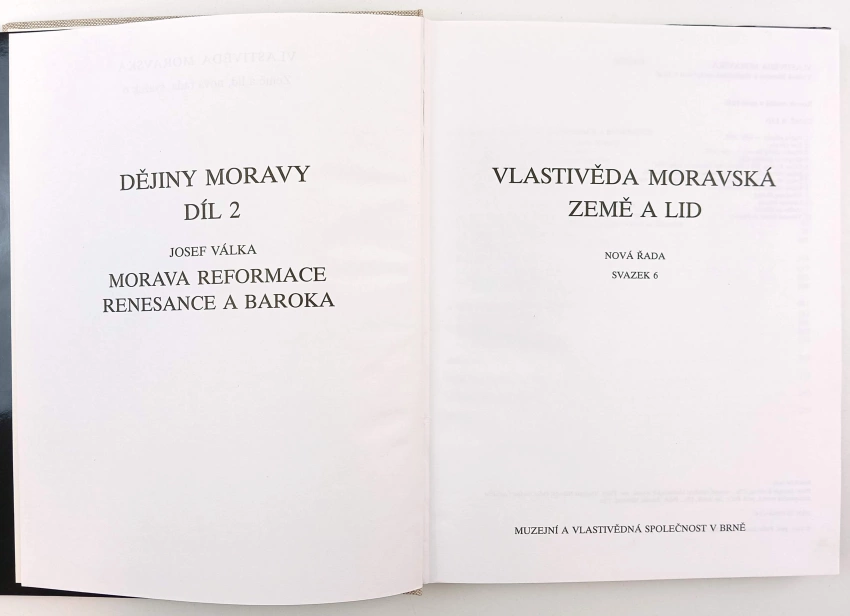 DĚJINY MORAVY
DÍL 2
JOSEF VÁLKA
MORAVA REFORMACE
RENESANCE A BAROKA
VLASTIVĚDA MORAVSKÁ
ZEMĚ A LID
NOVÁ ŘADA
SVAZEK 6
MUZEJNÍ A VLASTIVĚDNÁ SPOLEČNOST V BRNĚ